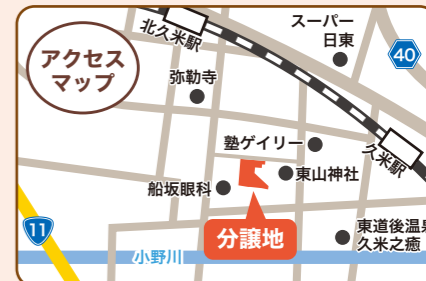 アクセス
マップ
北久米駅
スーパー
日東
40
弥勒寺
塾ゲイリー
久米駅
東山神社
船坂眼科
分譲地
11
小野川
東道後温泉
久米之癒